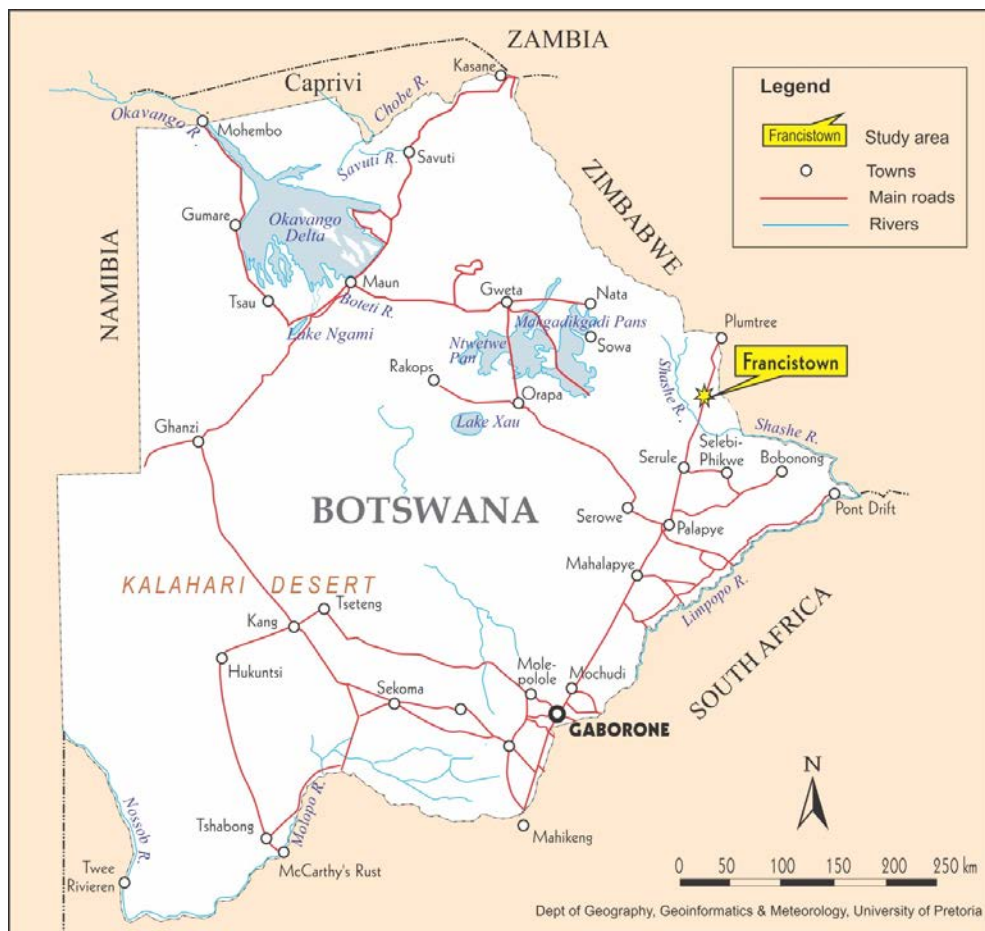 ZAMBIA
Kasane
Caprivi
Chobe R.
Okavango R.
Mohembo
Savuti R.
Savuti
Gumare
Okavango
Delta
ZIMBABWE
NAMIBIA
Maun
Tsau
Boteti R.
Lake Ngami
Gweta
Nata
Makgadikgadi Pans
Ntwetwe
Pan
Sowa
Plumtree
Rakops
Orapa
Lake Xau
Shashe R.
Francistown
Ghanzi
Shashe R.
Serule
Selebi-
Phikwe
Bobonong
BOTSWANA
Serowe
Palapye
Pont Drift
Mahalapye
Limpopo R.
KALAHARI DESERT
Tseteng
Kang
Hukuntsi
SOUTH AFRICA
Mole-
polole
Mochudi
Sekoma
GABORONE
Nossob R.
Molopo R.
Tshabong
McCarthy's Rust
Mahikeng
Twee
Rivieren
Legend
Francistown
Study area
Towns
Main roads
Rivers
N
0 50 100 150 200 250 km
Dept of Geography, Geoinformatics & Meteorology, University of Pretoria